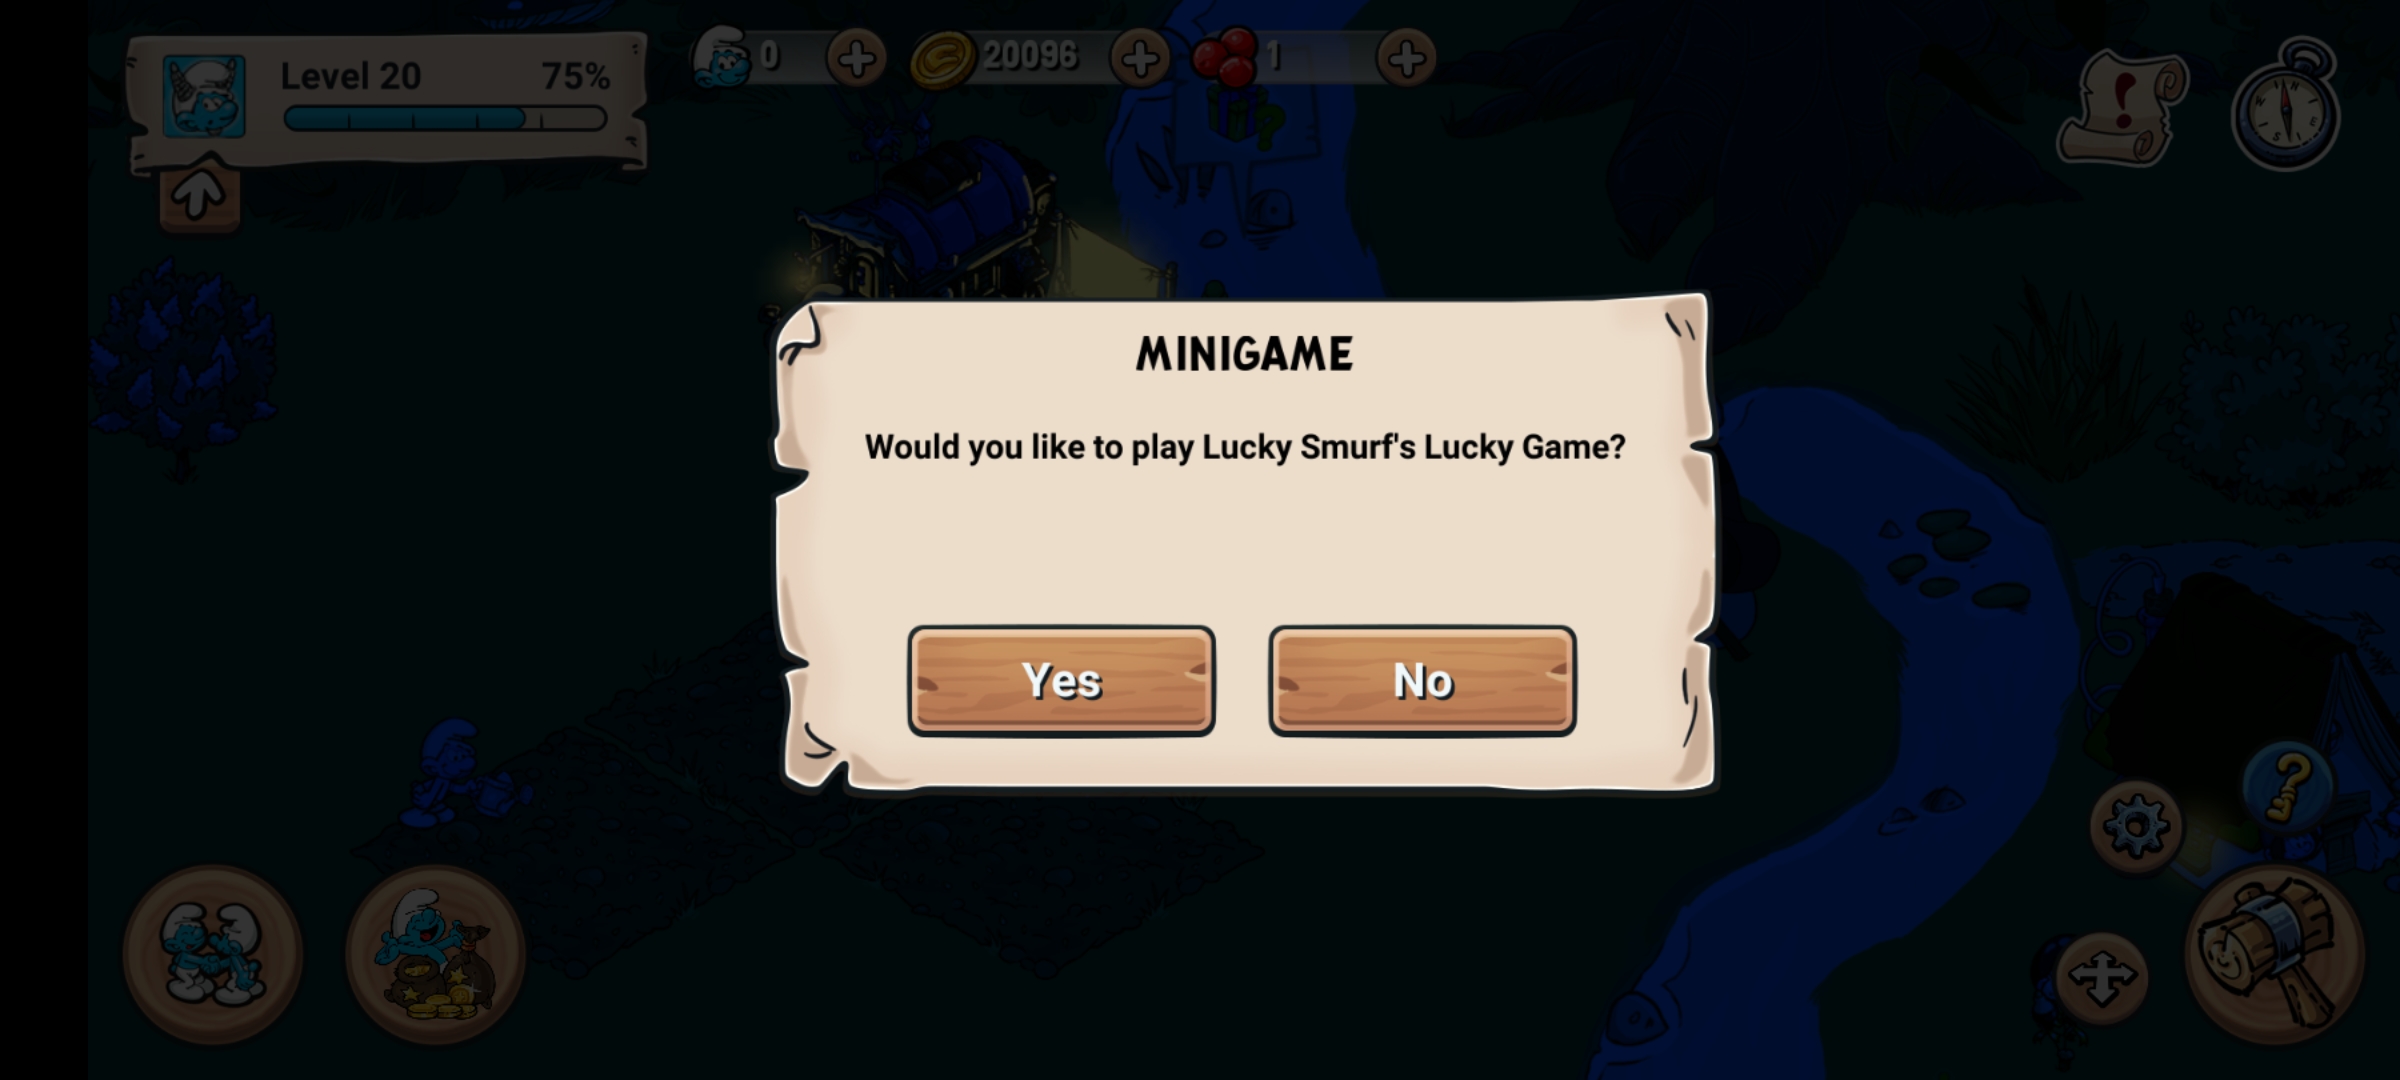 Level 20 75%
0
20096
1
MINIGAME
Would you like to play Lucky Smurf's Lucky Game?
Yes
No